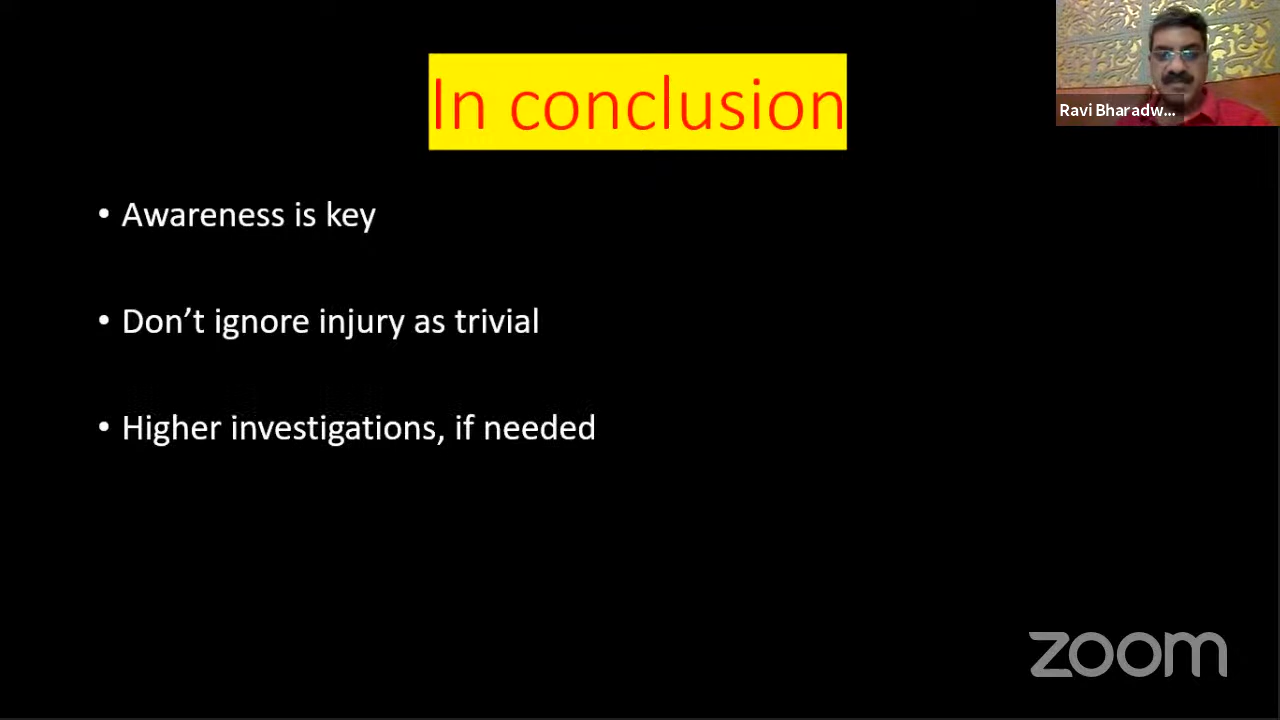 In conclusion
Ravi Bharadw...
• Awareness is key
• Don’t ignore injury as trivial
• Higher investigations, if needed
zoom